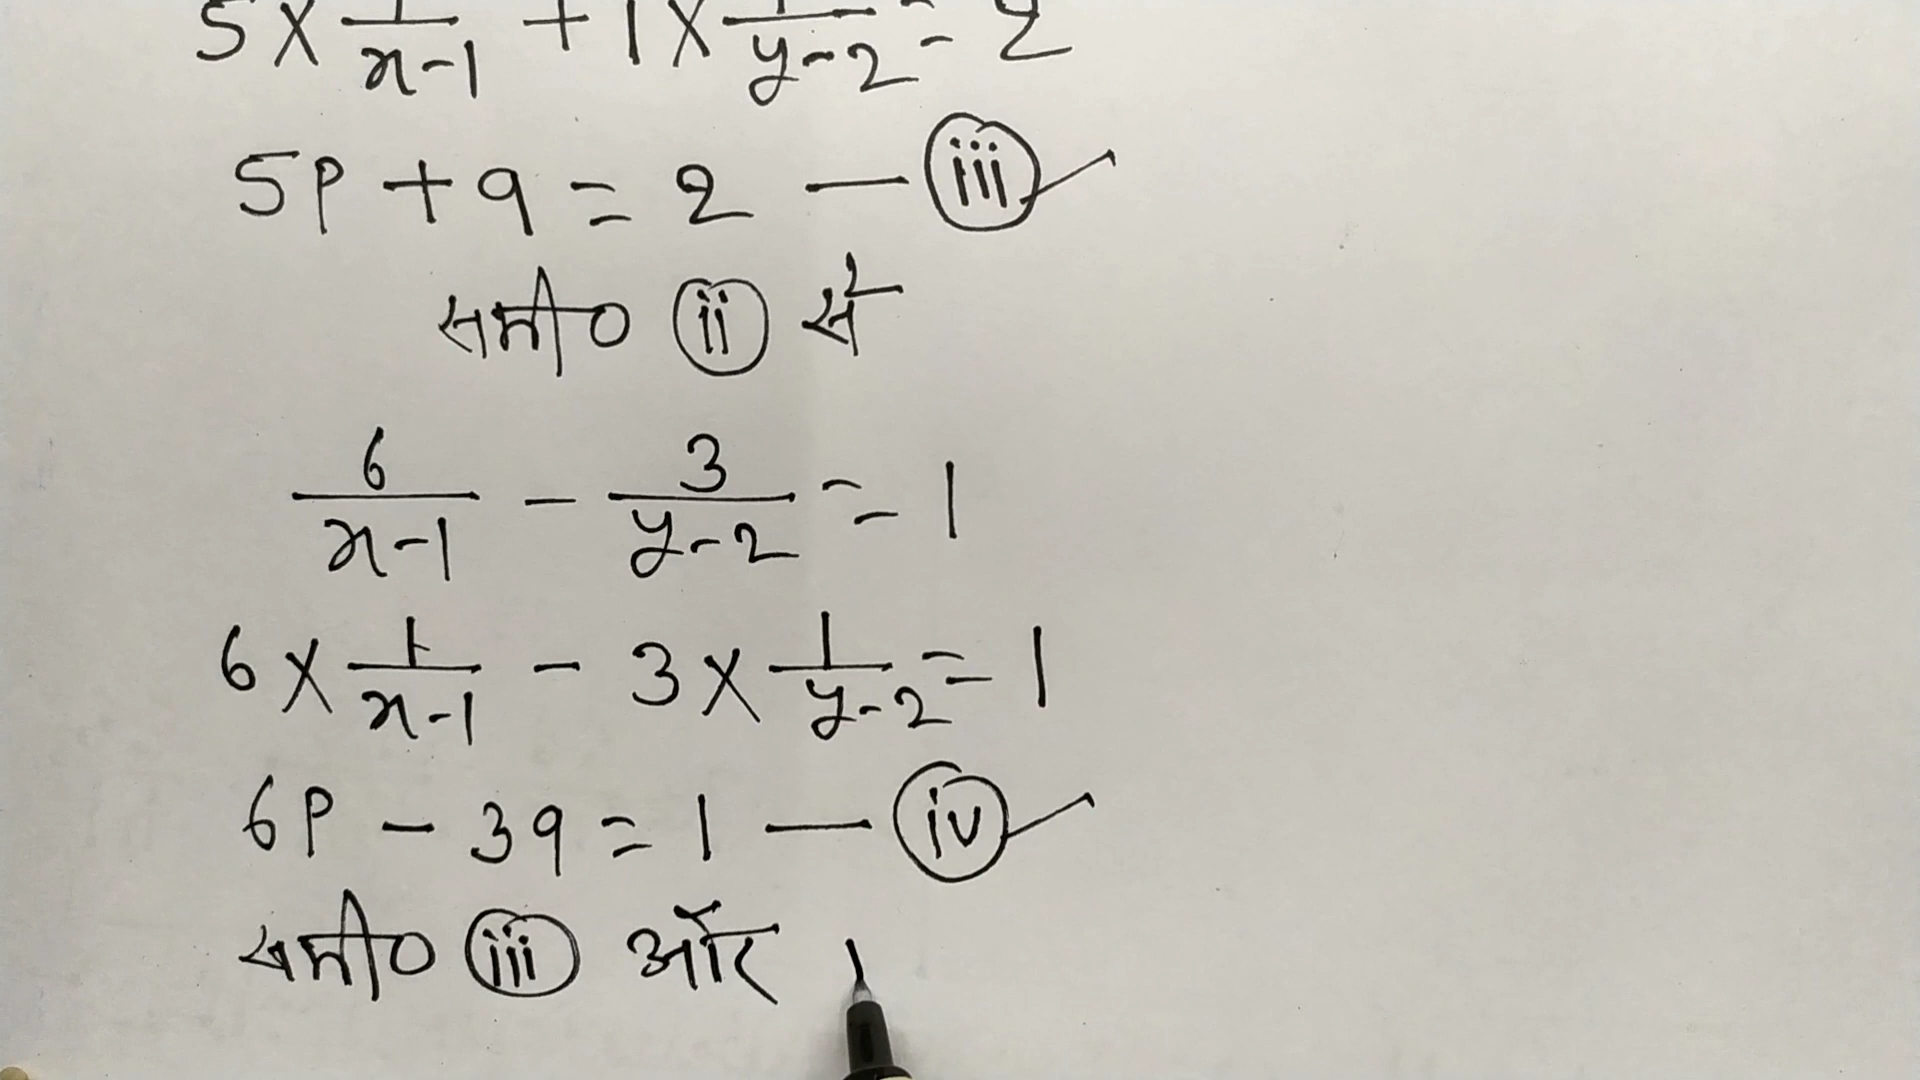 5 × 1/x-1 + 1 × 1/y-2 = 2
5p + q = 2 — (iii)
समी० (ii) से
6/x-1 - 3/y-2 = 1
6 × 1/x-1 - 3 × 1/y-2 = 1
6p - 3q = 1 — (iv)
समी० (iii) और